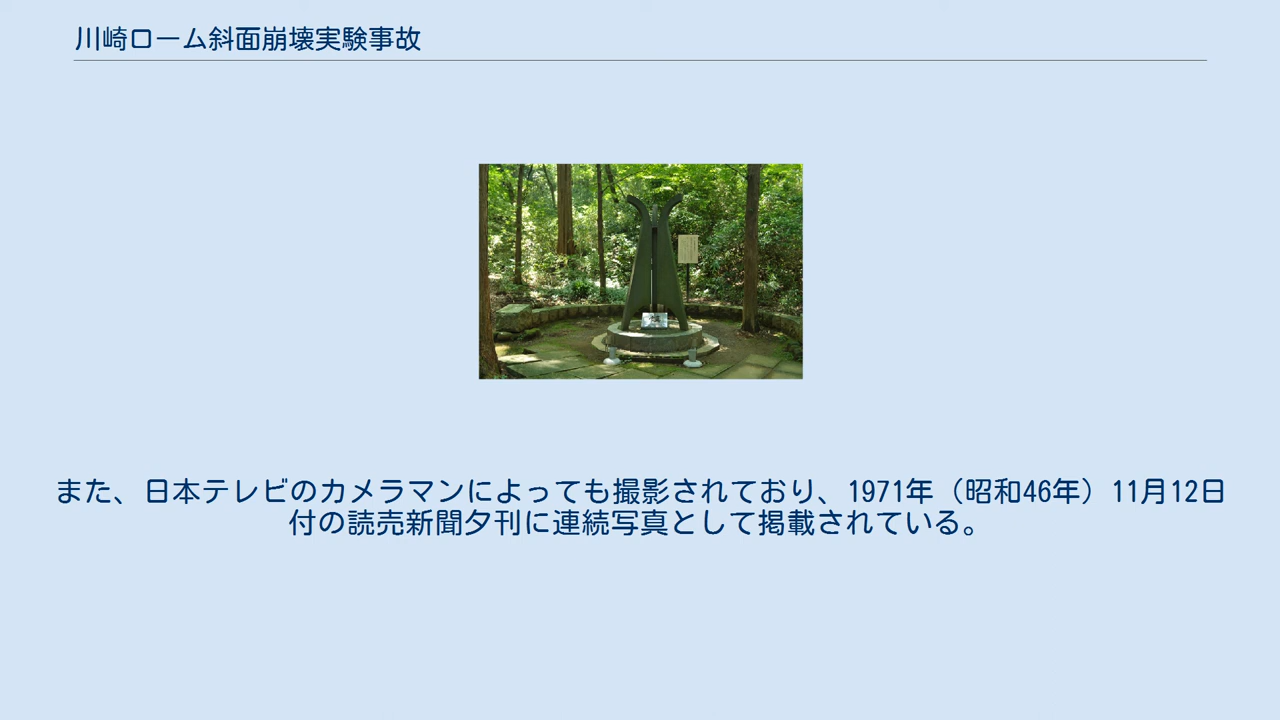 川崎ローム斜面崩壊実験事故
また、日本テレビのカメラマンによっても撮影されており、1971年（昭和46年）11月12日
付の読売新聞夕刊に連続写真として掲載されている。